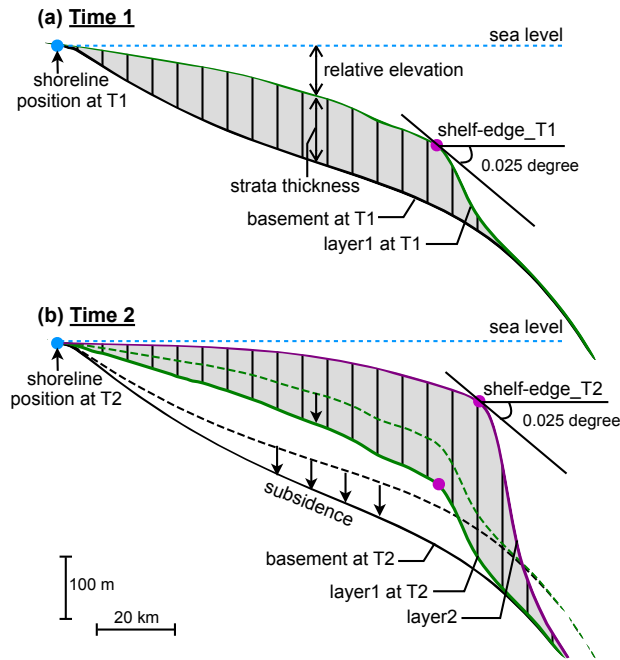 (a) Time 1
sea level
shoreline
position at T1
relative elevation
shelf-edge_T1
0.025 degree
strata thickness
basement at T1
layer1 at T1
(b) Time 2
sea level
shoreline
position at T2
shelf-edge_T2
0.025 degree
subsidence
basement at T2
layer1 at T2
layer2
100 m
20 km